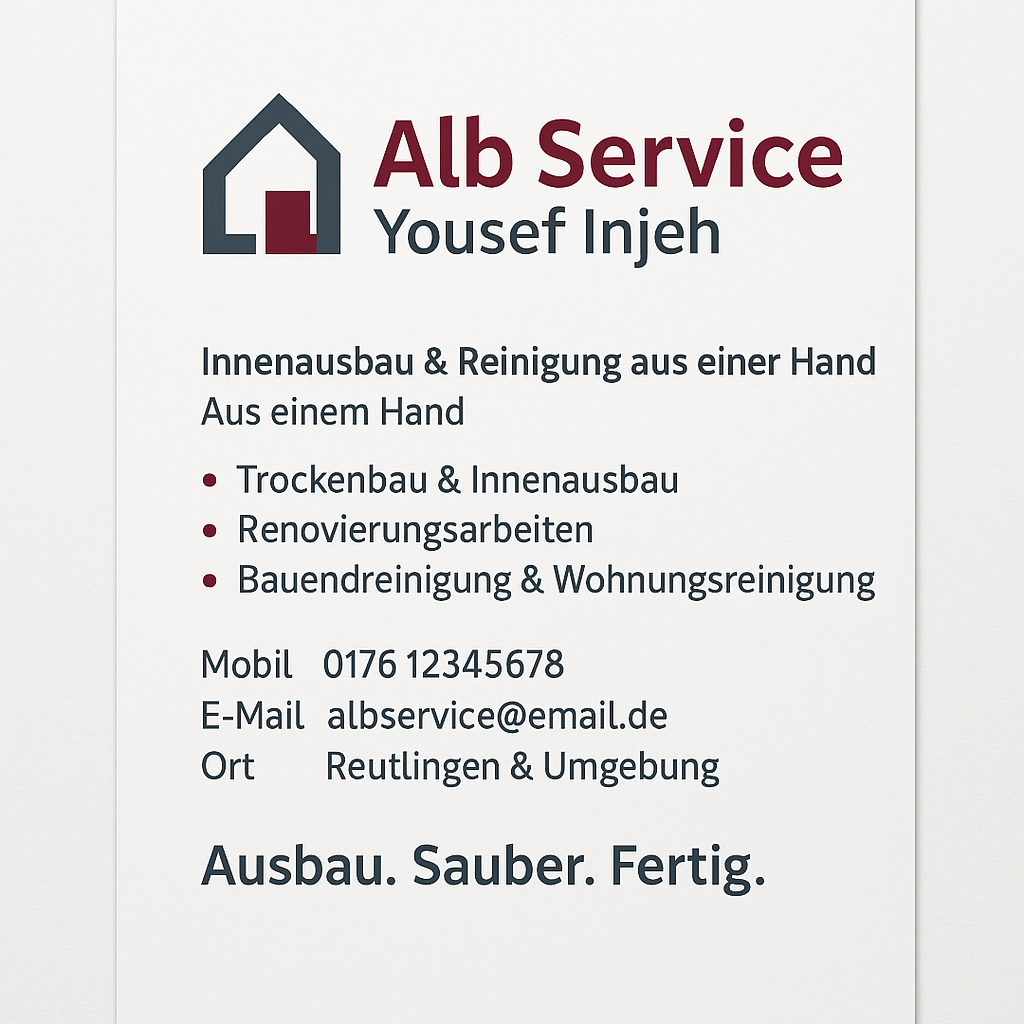 Alb Service
Yousef Injeh
Innenausbau & Reinigung aus einer Hand
Aus einem Hand
• Trockenbau & Innenausbau
• Renovierungsarbeiten
• Bauendreinigung & Wohnungsreinigung
Mobil 0176 12345678
E-Mail albservice@email.de
Ort Reutlingen & Umgebung
Ausbau. Sauber. Fertig.